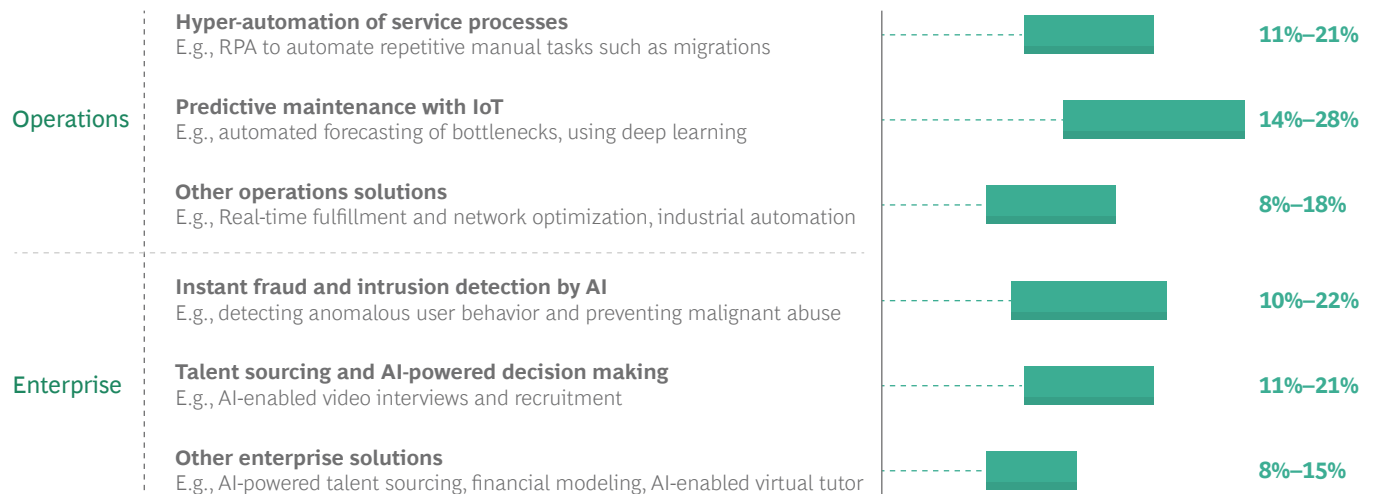 Hyper-automation of service processes
E.g., RPA to automate repetitive manual tasks such as migrations
11%–21%
Operations
Predictive maintenance with IoT
E.g., automated forecasting of bottlenecks, using deep learning
14%–28%
Other operations solutions
E.g., Real-time fulfillment and network optimization, industrial automation
8%–18%
Instant fraud and intrusion detection by AI
E.g., detecting anomalous user behavior and preventing malignant abuse
10%–22%
Enterprise
Talent sourcing and AI-powered decision making
E.g., AI-enabled video interviews and recruitment
11%–21%
Other enterprise solutions
E.g., AI-powered talent sourcing, financial modeling, AI-enabled virtual tutor
8%–15%